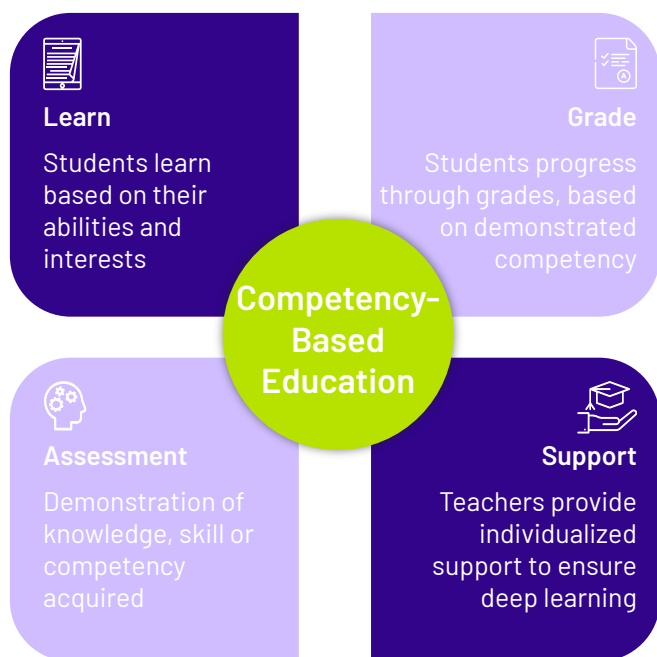 Learn
Students learn
based on their
abilities and
interests
Grade
Students progress
through grades, based
on demonstrated
competency
Competency-
Based
Education
Assessment
Demonstration of
knowledge, skill or
competency
acquired
Support
Teachers provide
individualized
support to ensure
deep learning